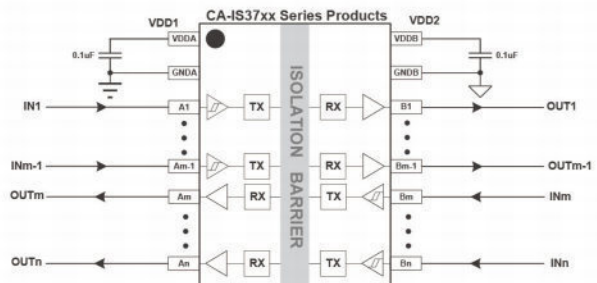 CA-IS37xx Series Products
VDD1 VDD2
VDDA VDDB
0.1uF 0.1uF
GNDA GNDB
IN1 A1 TX RX B1 OUT1
INm-1 Am-1 TX RX Bm-1 OUTm-1
OUTm Am RX TX Bm INm
OUTn An RX TX Bn INn
ISOLATION BARRIER